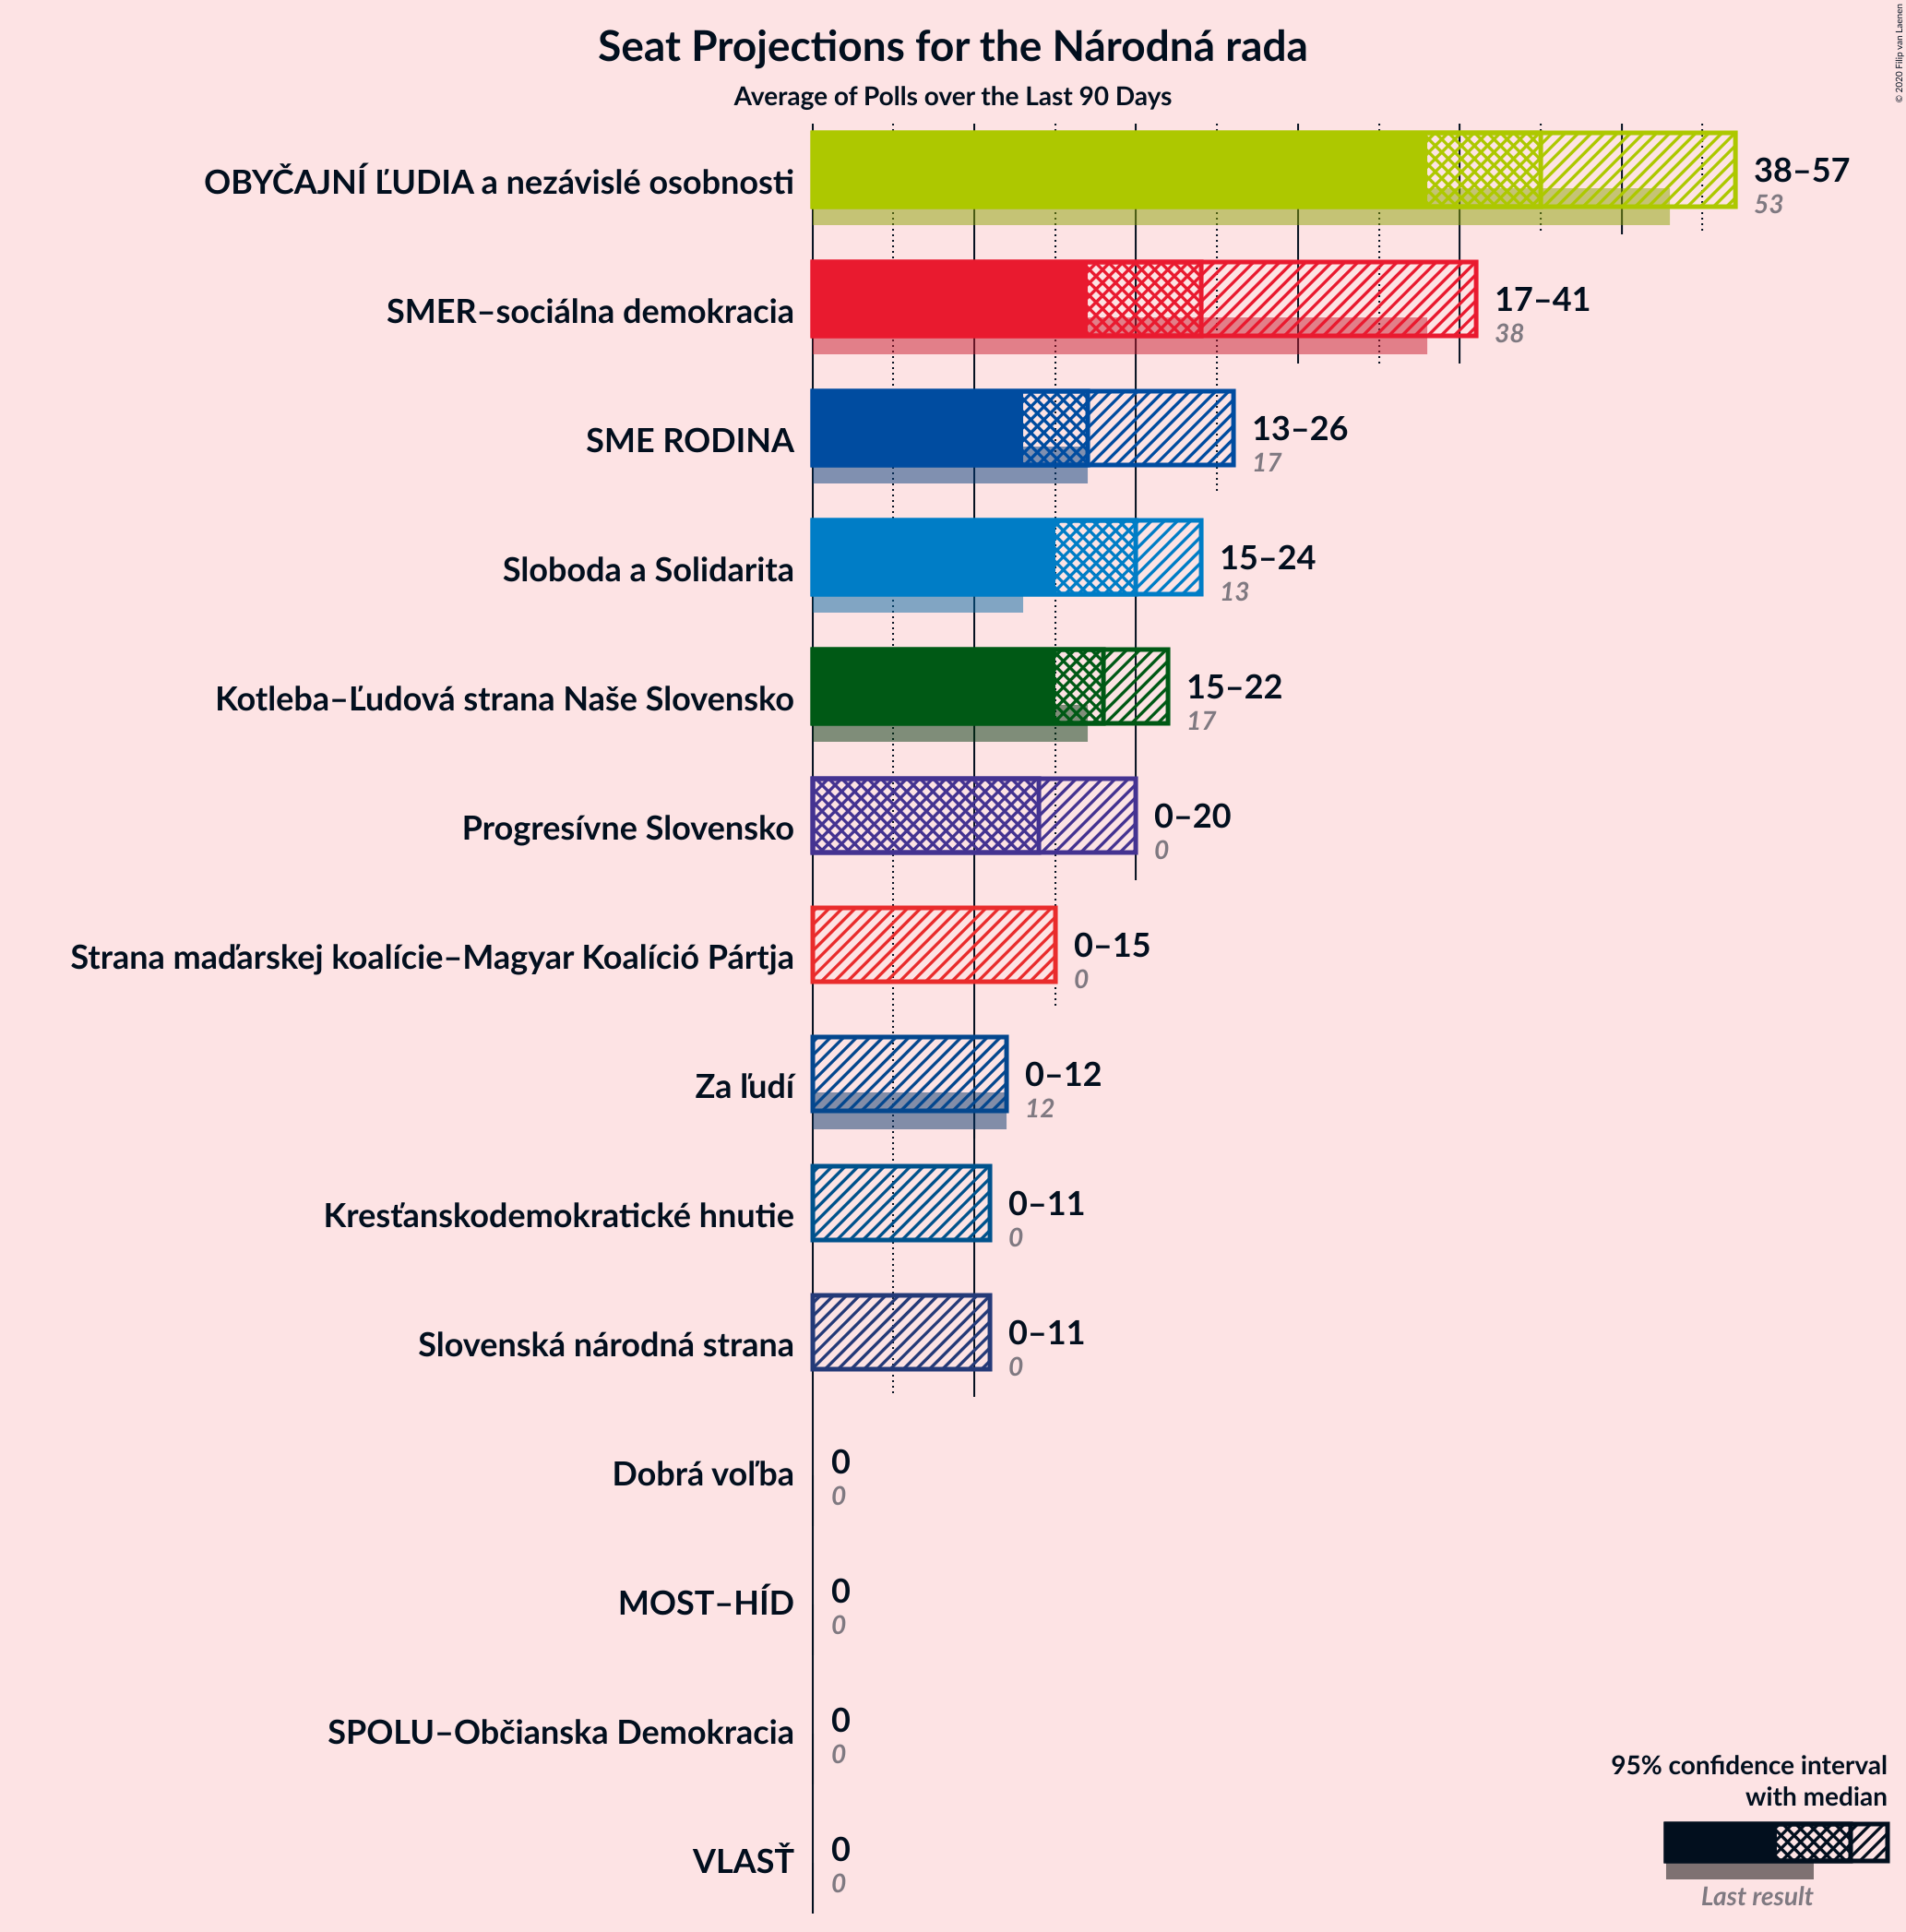 Seat Projections for the Národná rada
Average of Polls over the Last 90 Days
© 2020 Filip van Laenen
OBYČAJNÍ ĽUDIA a nezávislé osobnosti
38–57
53
SMER–sociálna demokracia
17–41
38
SME RODINA
13–26
17
Sloboda a Solidarita
15–24
13
Kotleba–Ľudová strana Naše Slovensko
15–22
17
Progresívne Slovensko
0–20
0
Strana maďarskej koalície–Magyar Koalíció Pártja
0–15
0
Za ľudí
0–12
12
Kresťanskodemokratické hnutie
0–11
0
Slovenská národná strana
0–11
0
Dobrá voľba
0
0
MOST–HÍD
0
0
SPOLU–Občianska Demokracia
0
0
VLASŤ
0
0
95% confidence interval
with median
Last result